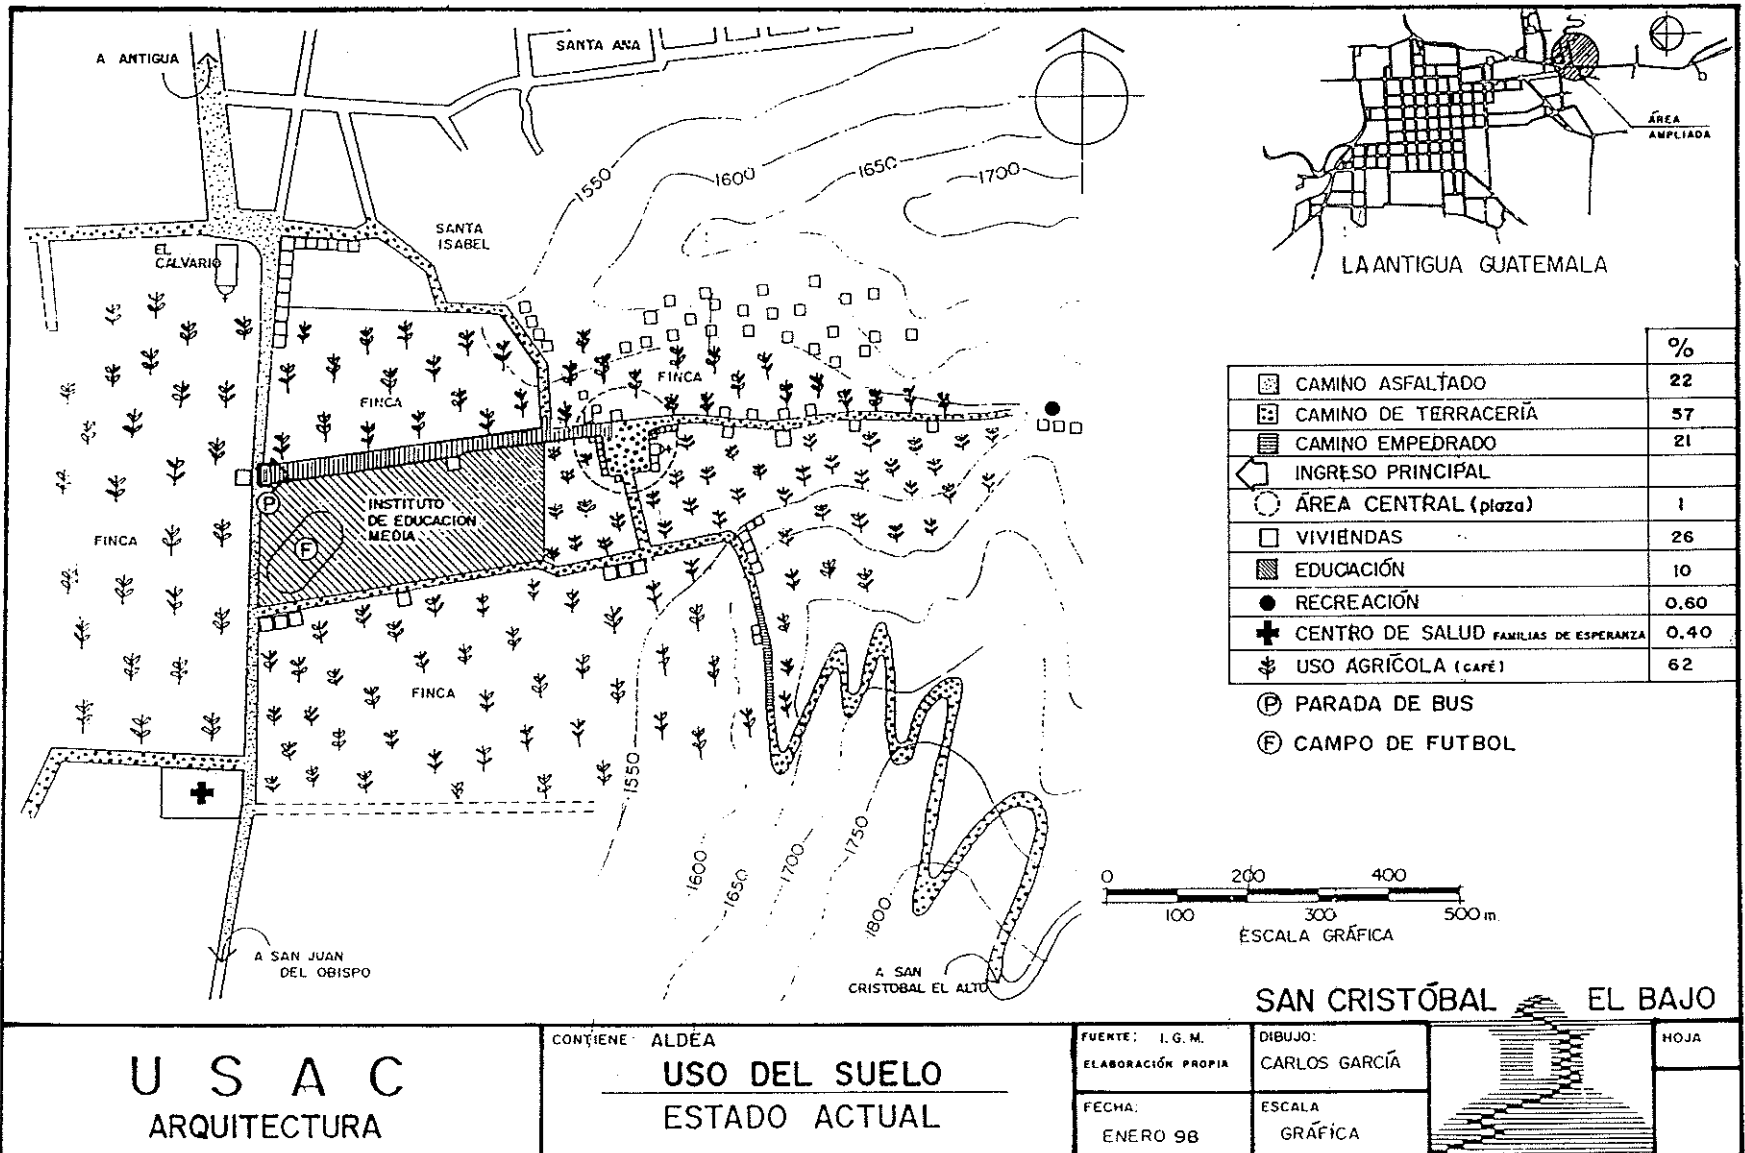 A ANTIGUA
SANTA ANA
SANTA
ISABEL
EL
CALVARIO
1550
1600
1650
1700
FINCA
FINCA
FINCA
INSTITUTO
DE EDUCACION
MEDIA
P
F
FINCA
1550
1600
1650
1700
1750
1800
A SAN JUAN
DEL OBISPO
A SAN
CRISTOBAL EL ALTO
ÁREA
AMPLIADA
LA ANTIGUA GUATEMALA
%
CAMINO ASFALTADO 22
CAMINO DE TERRACERÍA 57
CAMINO EMPEDRADO 21
INGRESO PRINCIPAL
ÁREA CENTRAL (plaza) 1
VIVIENDAS 26
EDUCACIÓN 10
RECREACIÓN 0.60
CENTRO DE SALUD FAMILIAS DE ESPERANZA 0.40
USO AGRÍCOLA (CAFÉ) 62
P PARADA DE BUS
F CAMPO DE FUTBOL
0 200 400
100 300 500 m.
ESCALA GRÁFICA
SAN CRISTÓBAL EL BAJO
USAC
ARQUITECTURA
CONTIENE: ALDEA
USO DEL SUELO
ESTADO ACTUAL
FUENTE: I.G.M.
ELABORACIÓN PROPIA
DIBUJO:
CARLOS GARCÍA
FECHA:
ENERO 98
ESCALA
GRÁFICA
HOJA